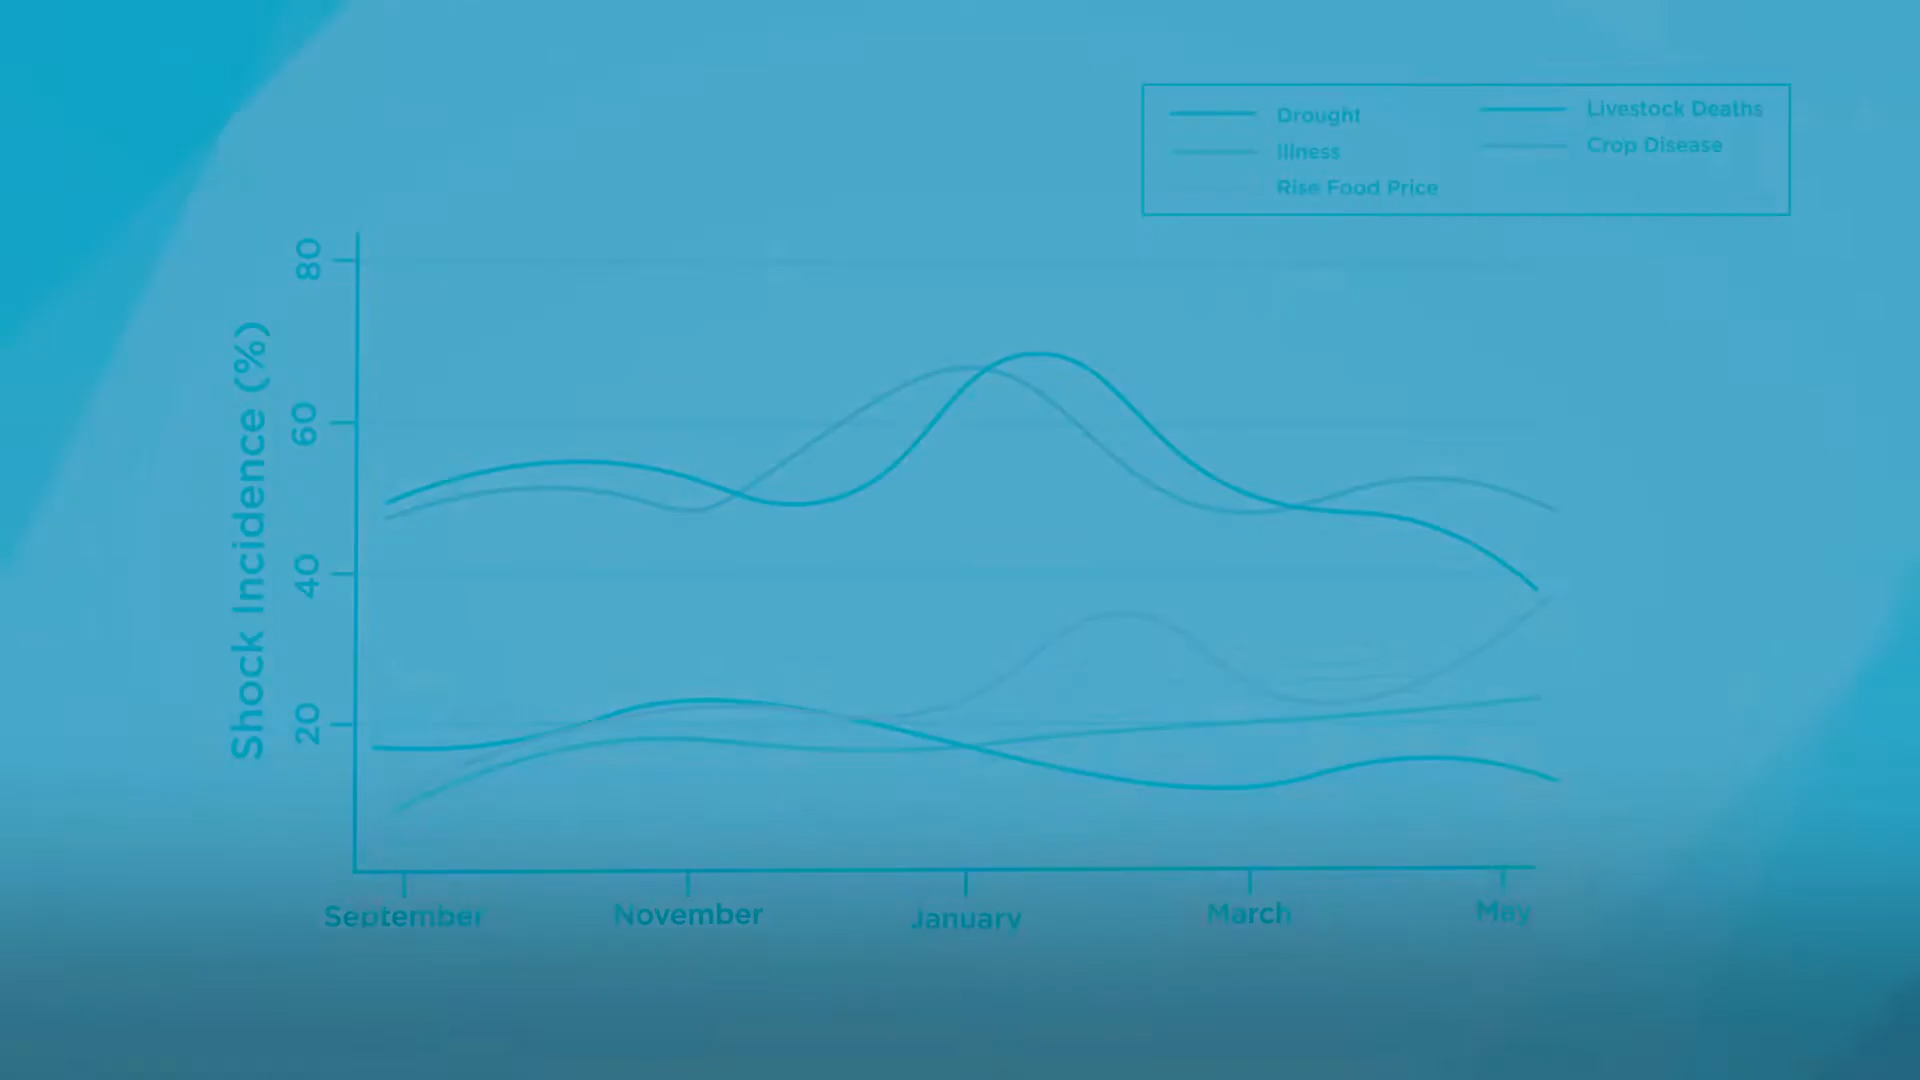 Drought
Illness
Rise Food Price
Livestock Deaths
Crop Disease
Shock Incidence (%)
80
60
40
20
September
November
January
March
May